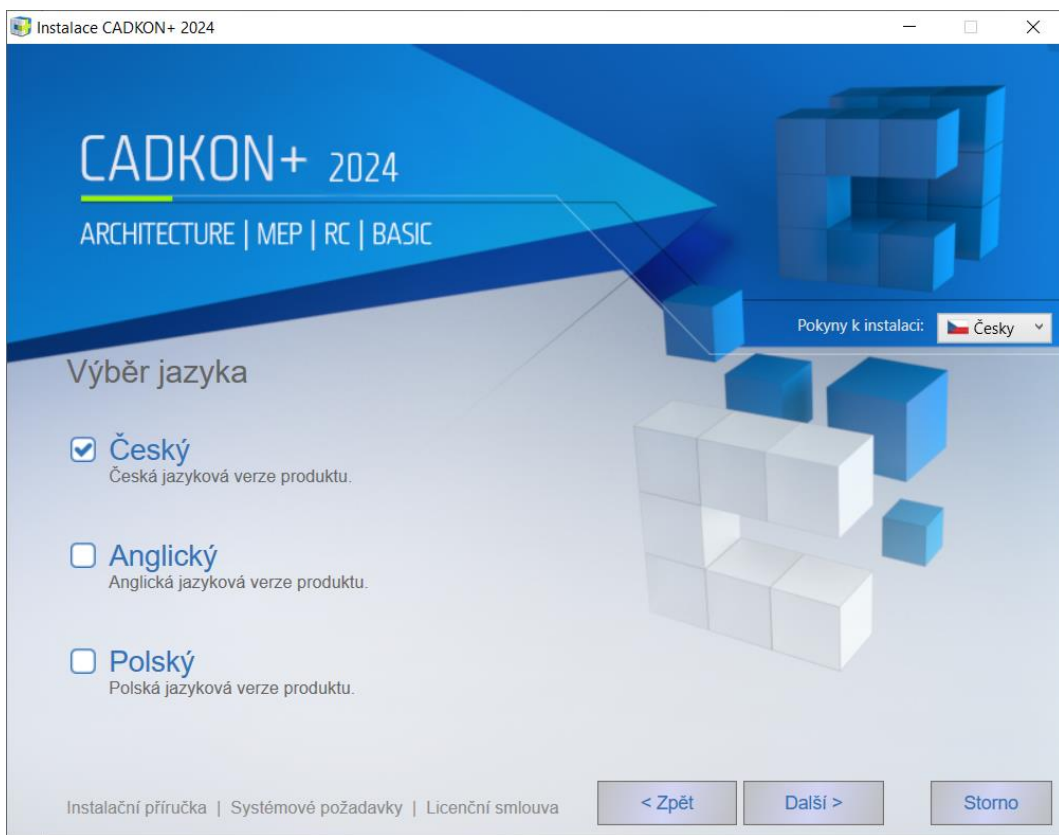 Instalace CADKON+ 2024
CADKON+ 2024
ARCHITECTURE | MEP | RC | BASIC
Pokyny k instalaci: Česky
Výběr jazyka
Český
Česká jazyková verze produktu.
Anglický
Anglická jazyková verze produktu.
Polský
Polská jazyková verze produktu.
Instalační příručka | Systémové požadavky | Licenční smlouva < Zpět Další > Storno